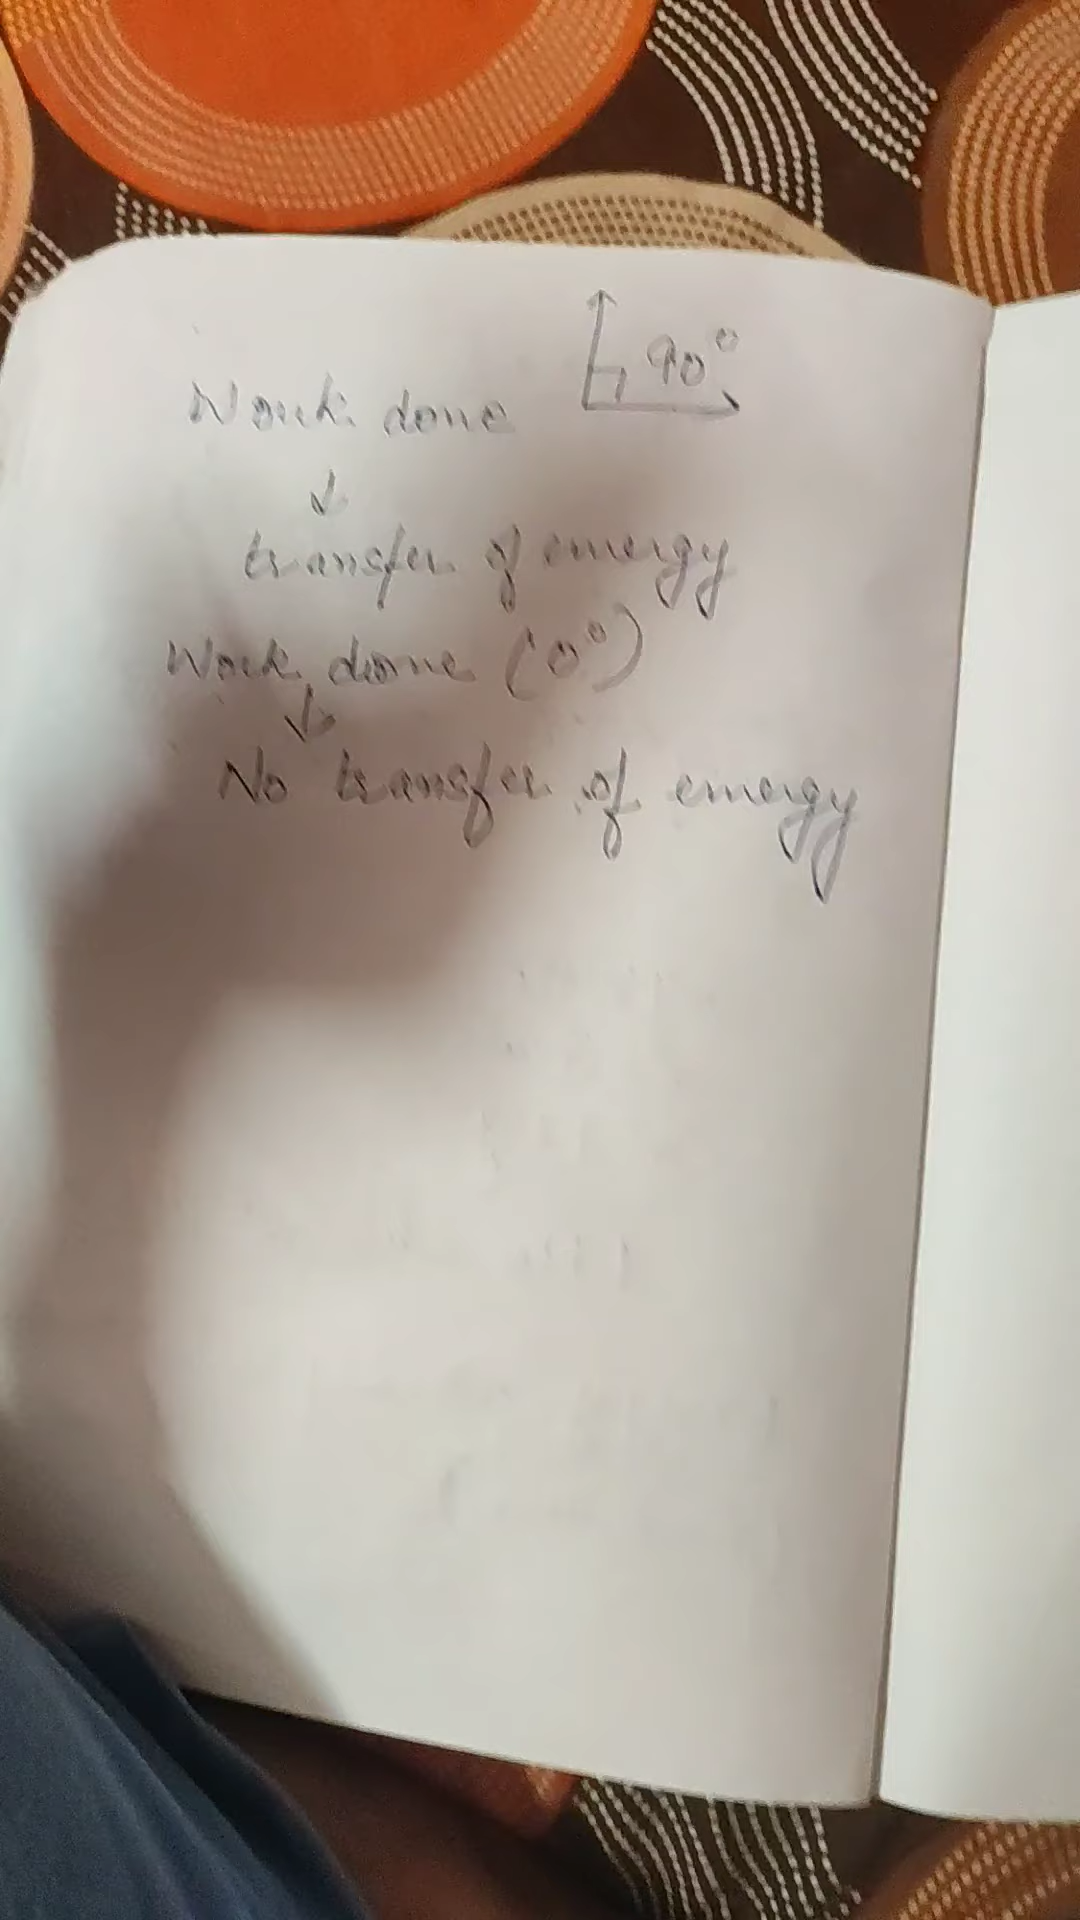 90°
Work done
↓
transfer of energy
Work done (0°)
↓
No transfer of energy